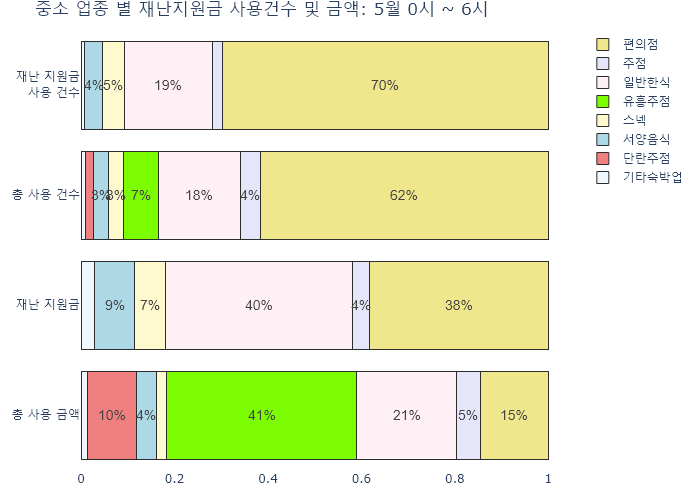 중소 업종 별 재난지원금 사용건수 및 금액: 5월 0시 ~ 6시
재난 지원금
사용 건수
4%
5%
19%
70%
총 사용 건수
3%
3%
7%
18%
4%
62%
재난 지원금
9%
7%
40%
4%
38%
총 사용 금액
10%
4%
41%
21%
5%
15%
0
0.2
0.4
0.6
0.8
1
편의점
주점
일반한식
유흥주점
스넥
서양음식
단란주점
기타숙박업